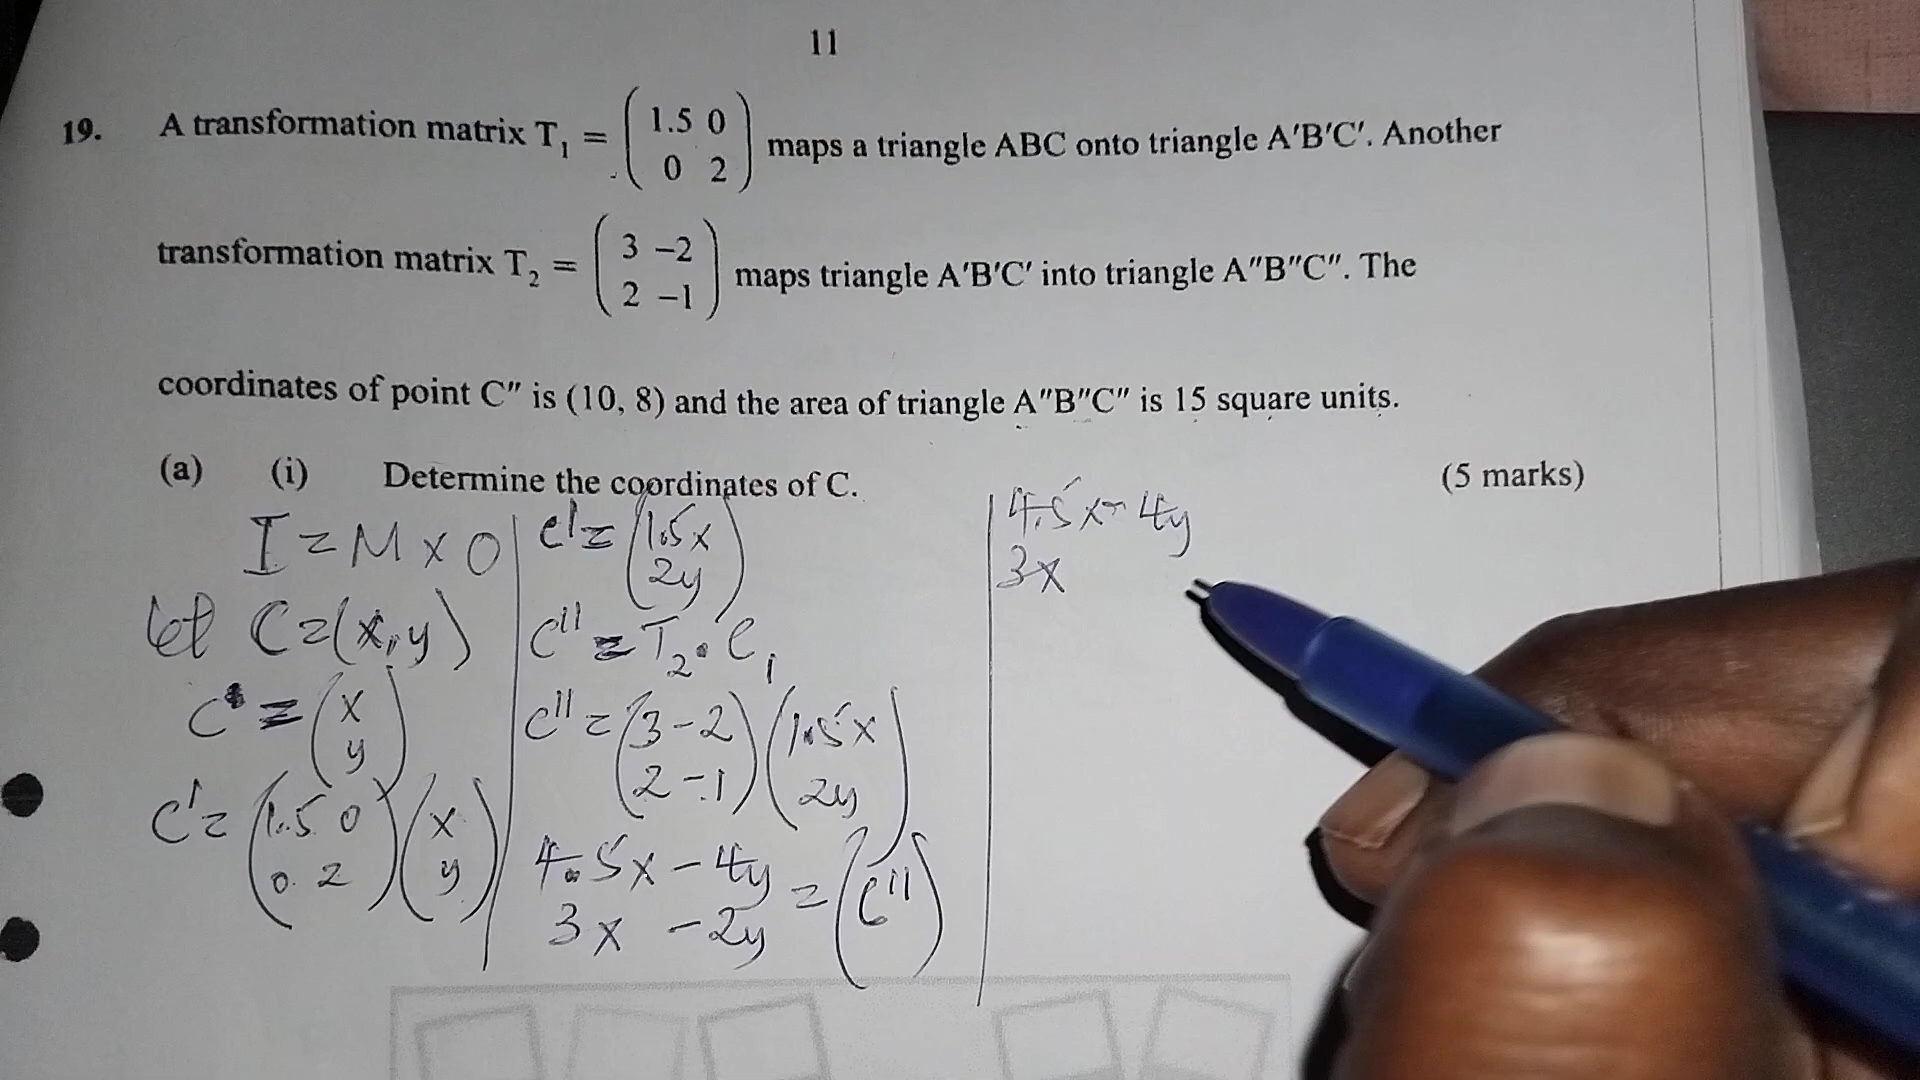 11
19. A transformation matrix T₁ = ( 1.5 0 maps a triangle ABC onto triangle A′B′C′. Another
0 2 )
transformation matrix T₂ = ( 3 −2 maps triangle A′B′C′ into triangle A″B″C″. The
2 −1 )
coordinates of point C″ is (10, 8) and the area of triangle A″B″C″ is 15 square units.
(a) (i) Determine the coordinates of C. (5 marks)
I = M × O
let C = (x, y)
C = ( x
y )
C' = ( 1.5 0 ) ( x
0. 2 ) ( y )
C' = ( 1.5x
2y )
C'' = T₂ . C₁
C'' = ( 3 -2 ) ( 1.5x
2 -1 ) ( 2y )
4.5x - 4y = ( C'' )
3x - 2y
4.5x - 4y
3x